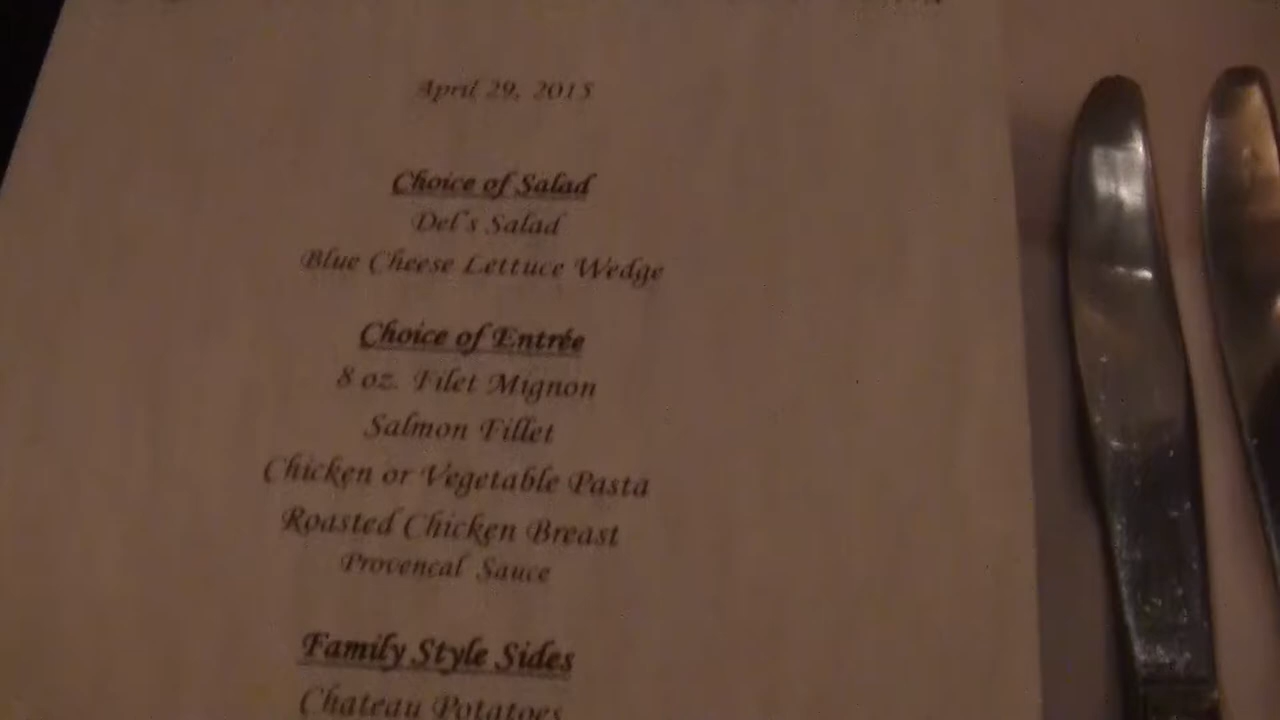 April 29, 2015
Choice of Salad
Del's Salad
Blue Cheese Lettuce Wedge
Choice of Entrée
8 oz. Filet Mignon
Salmon Fillet
Chicken or Vegetable Pasta
Roasted Chicken Breast
Provencal Sauce
Family Style Sides
Chateau Potatoes